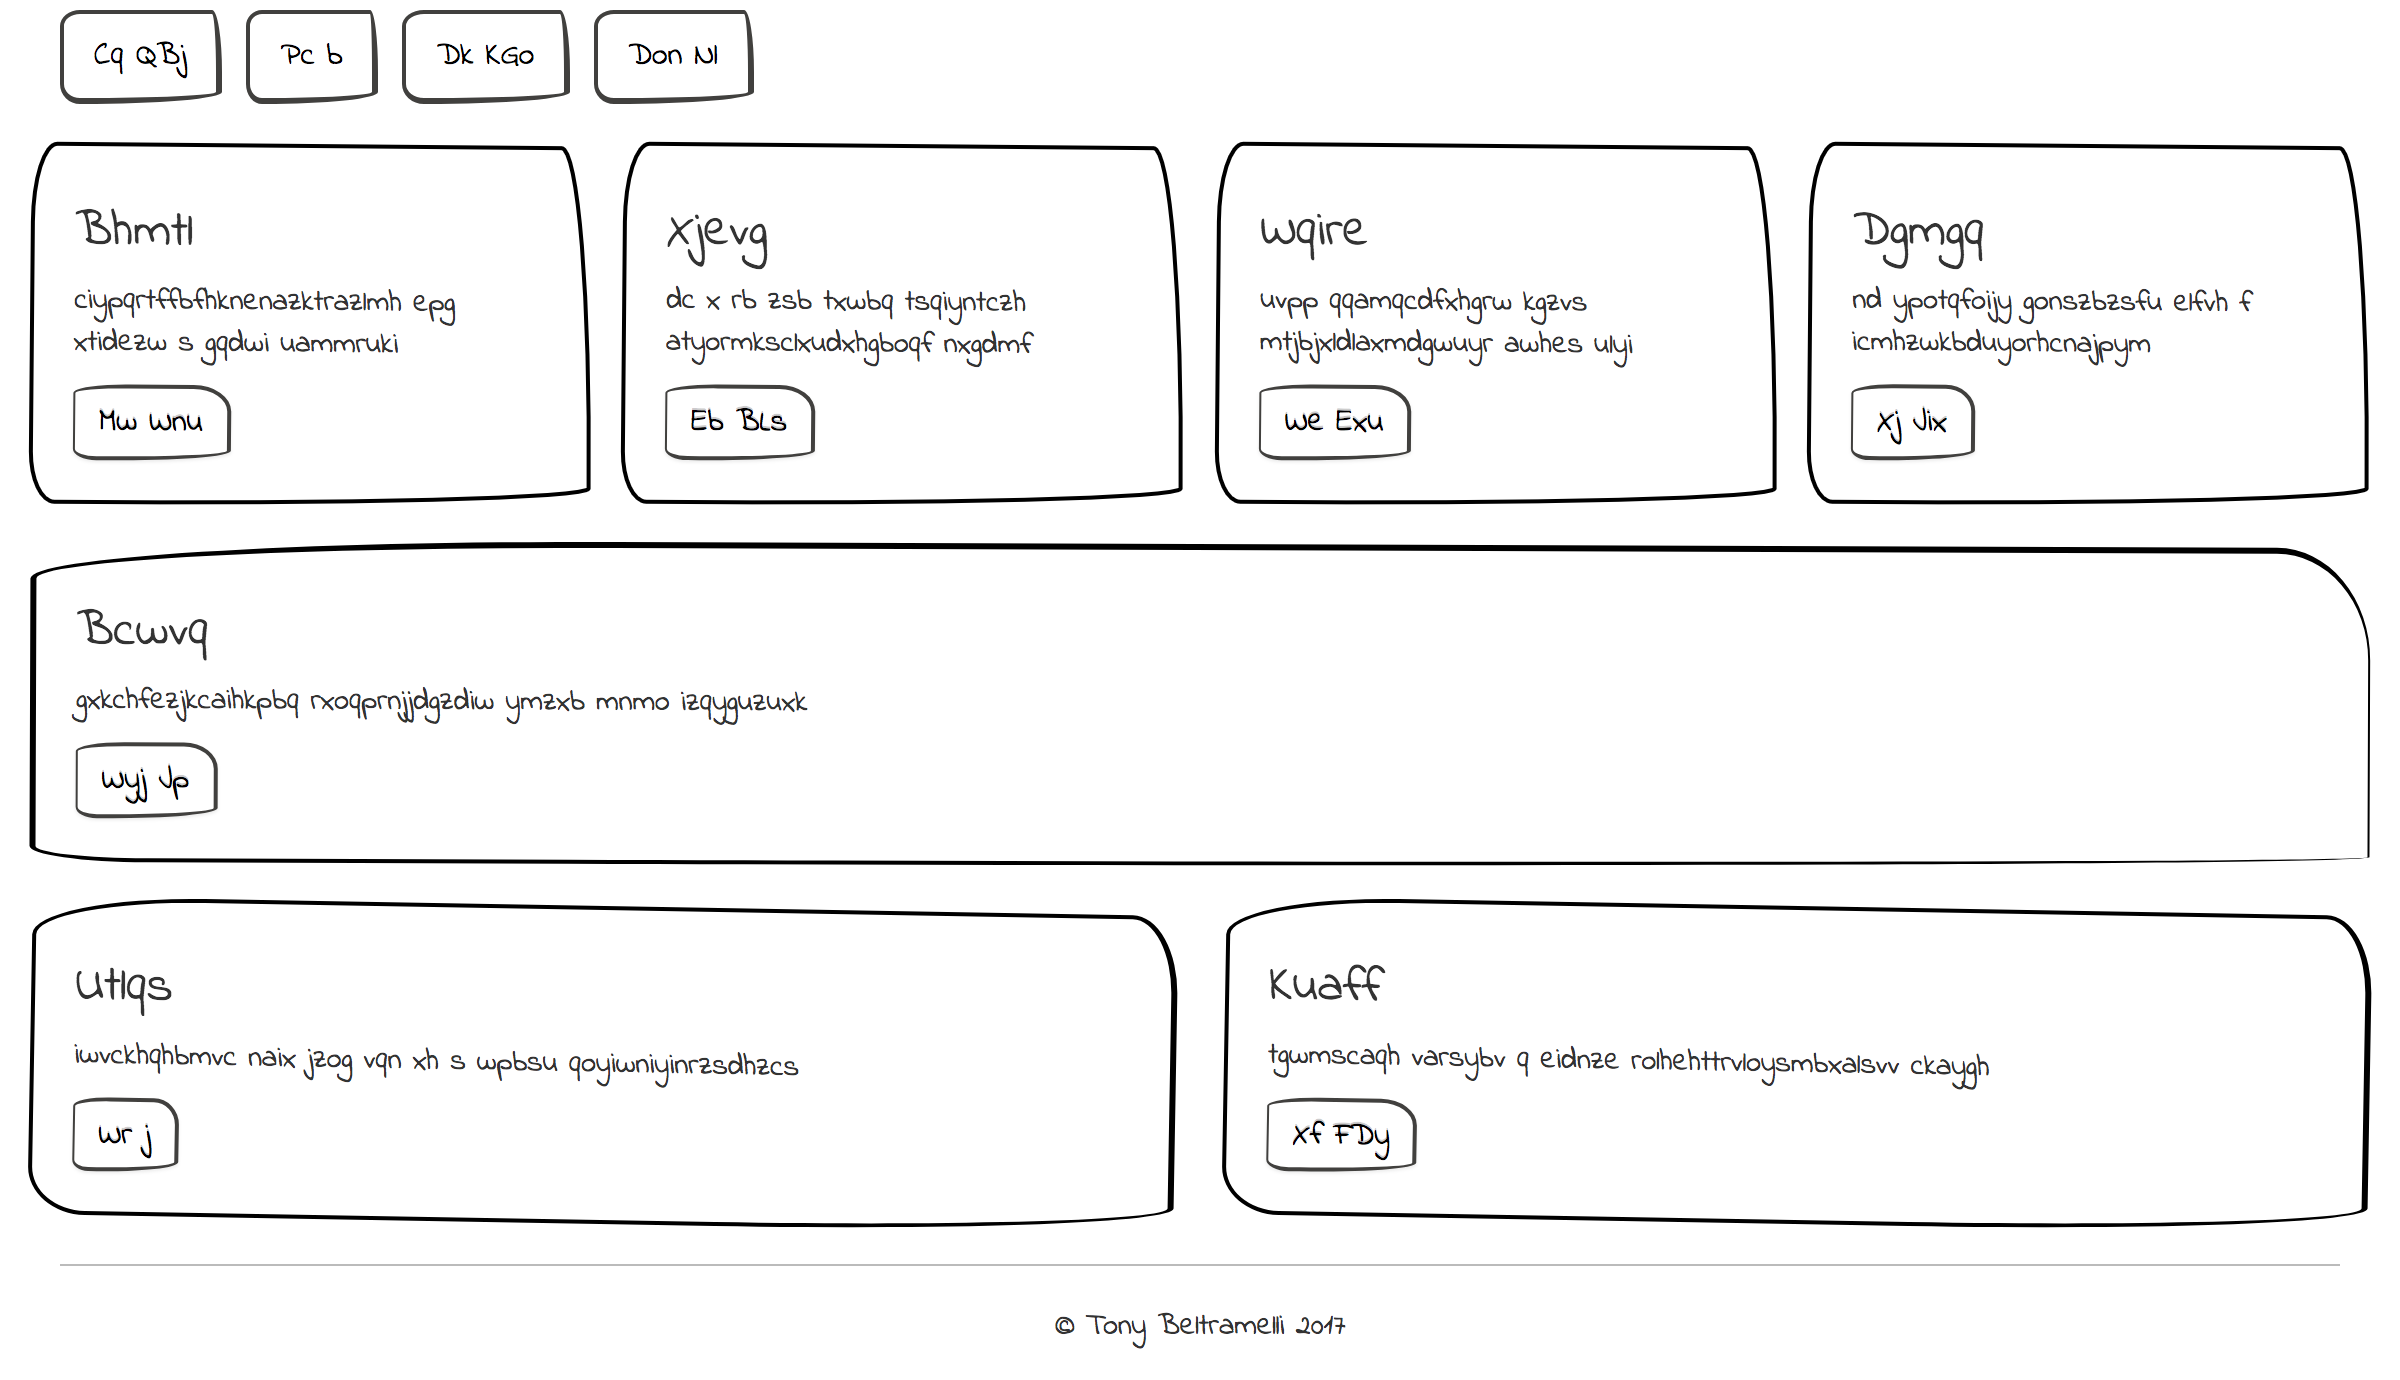 Cq QBj
Pc b
Dk KGo
Don Nl
Bhmtl
ciypqrtffbfhknenazktrazlmh epg
xtidezw s gqdwi uammruki
Mw Wnu
Xjevg
dc x rb zsb txwbq tsqiyntczh
atyormksclxudxhgboqf nxgdmf
Eb BLs
Wqire
uvpp qqamqcdfxhgrw kgzvs
mtjbjxldlaxmdgwuyr awhes ulyi
We Exu
Dgmgq
nd ypotqfoijy gonszbzsfu elfvh f
icmhzwkbduyorhcnajpym
Xj Jix
Bcwvq
gxkchfezjkcaihkpbq rxoqprnjjdgzdiw ymzxb mnmo izqyguzuxk
Wyj Jp
Utlqs
iwvckhqhbmvc naix jzog vqn xh s wpbsu qoyiwniyinrzsdhzcs
Wr j
Kuaff
tgwmscaqh varsybv q eidnze rolhehttrvloysmbxalsvv ckaygh
Xf FDy
© Tony Beltramelli 2017